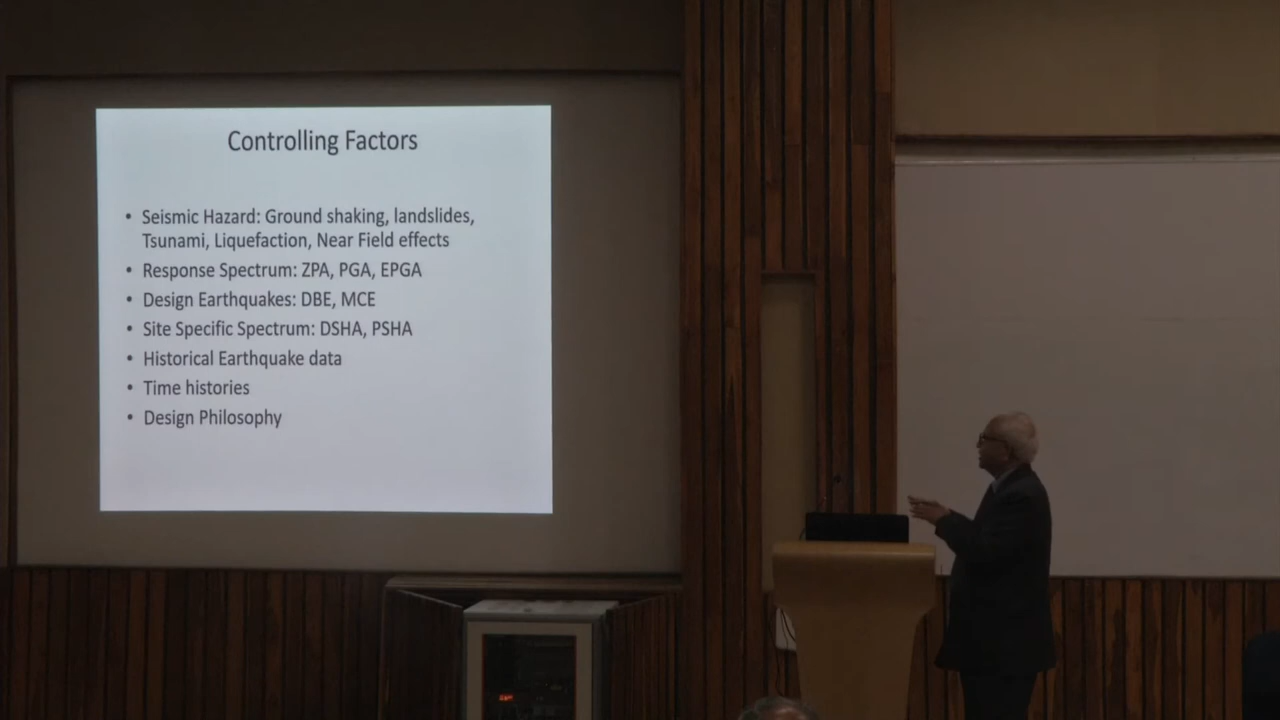 Controlling Factors
• Seismic Hazard: Ground shaking, landslides,
Tsunami, Liquefaction, Near Field effects
• Response Spectrum: ZPA, PGA, EPGA
• Design Earthquakes: DBE, MCE
• Site Specific Spectrum: DSHA, PSHA
• Historical Earthquake data
• Time histories
• Design Philosophy